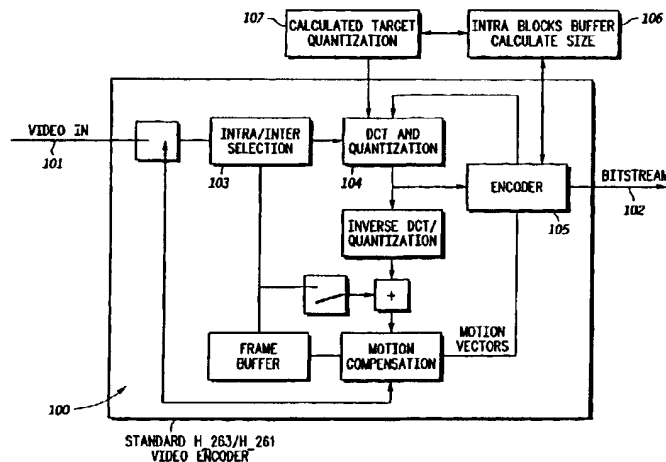 107
CALCULATED TARGET
QUANTIZATION
INTRA BLOCKS BUFFER
CALCULATE SIZE
106
VIDEO IN
101
INTRA/INTER
SELECTION
103
DCT AND
QUANTIZATION
104
ENCODER
105
BITSTREAM
102
INVERSE DCT/
QUANTIZATION
+
FRAME
BUFFER
MOTION
COMPENSATION
MOTION
VECTORS
100
STANDARD H_263/H_261
VIDEO ENCODER